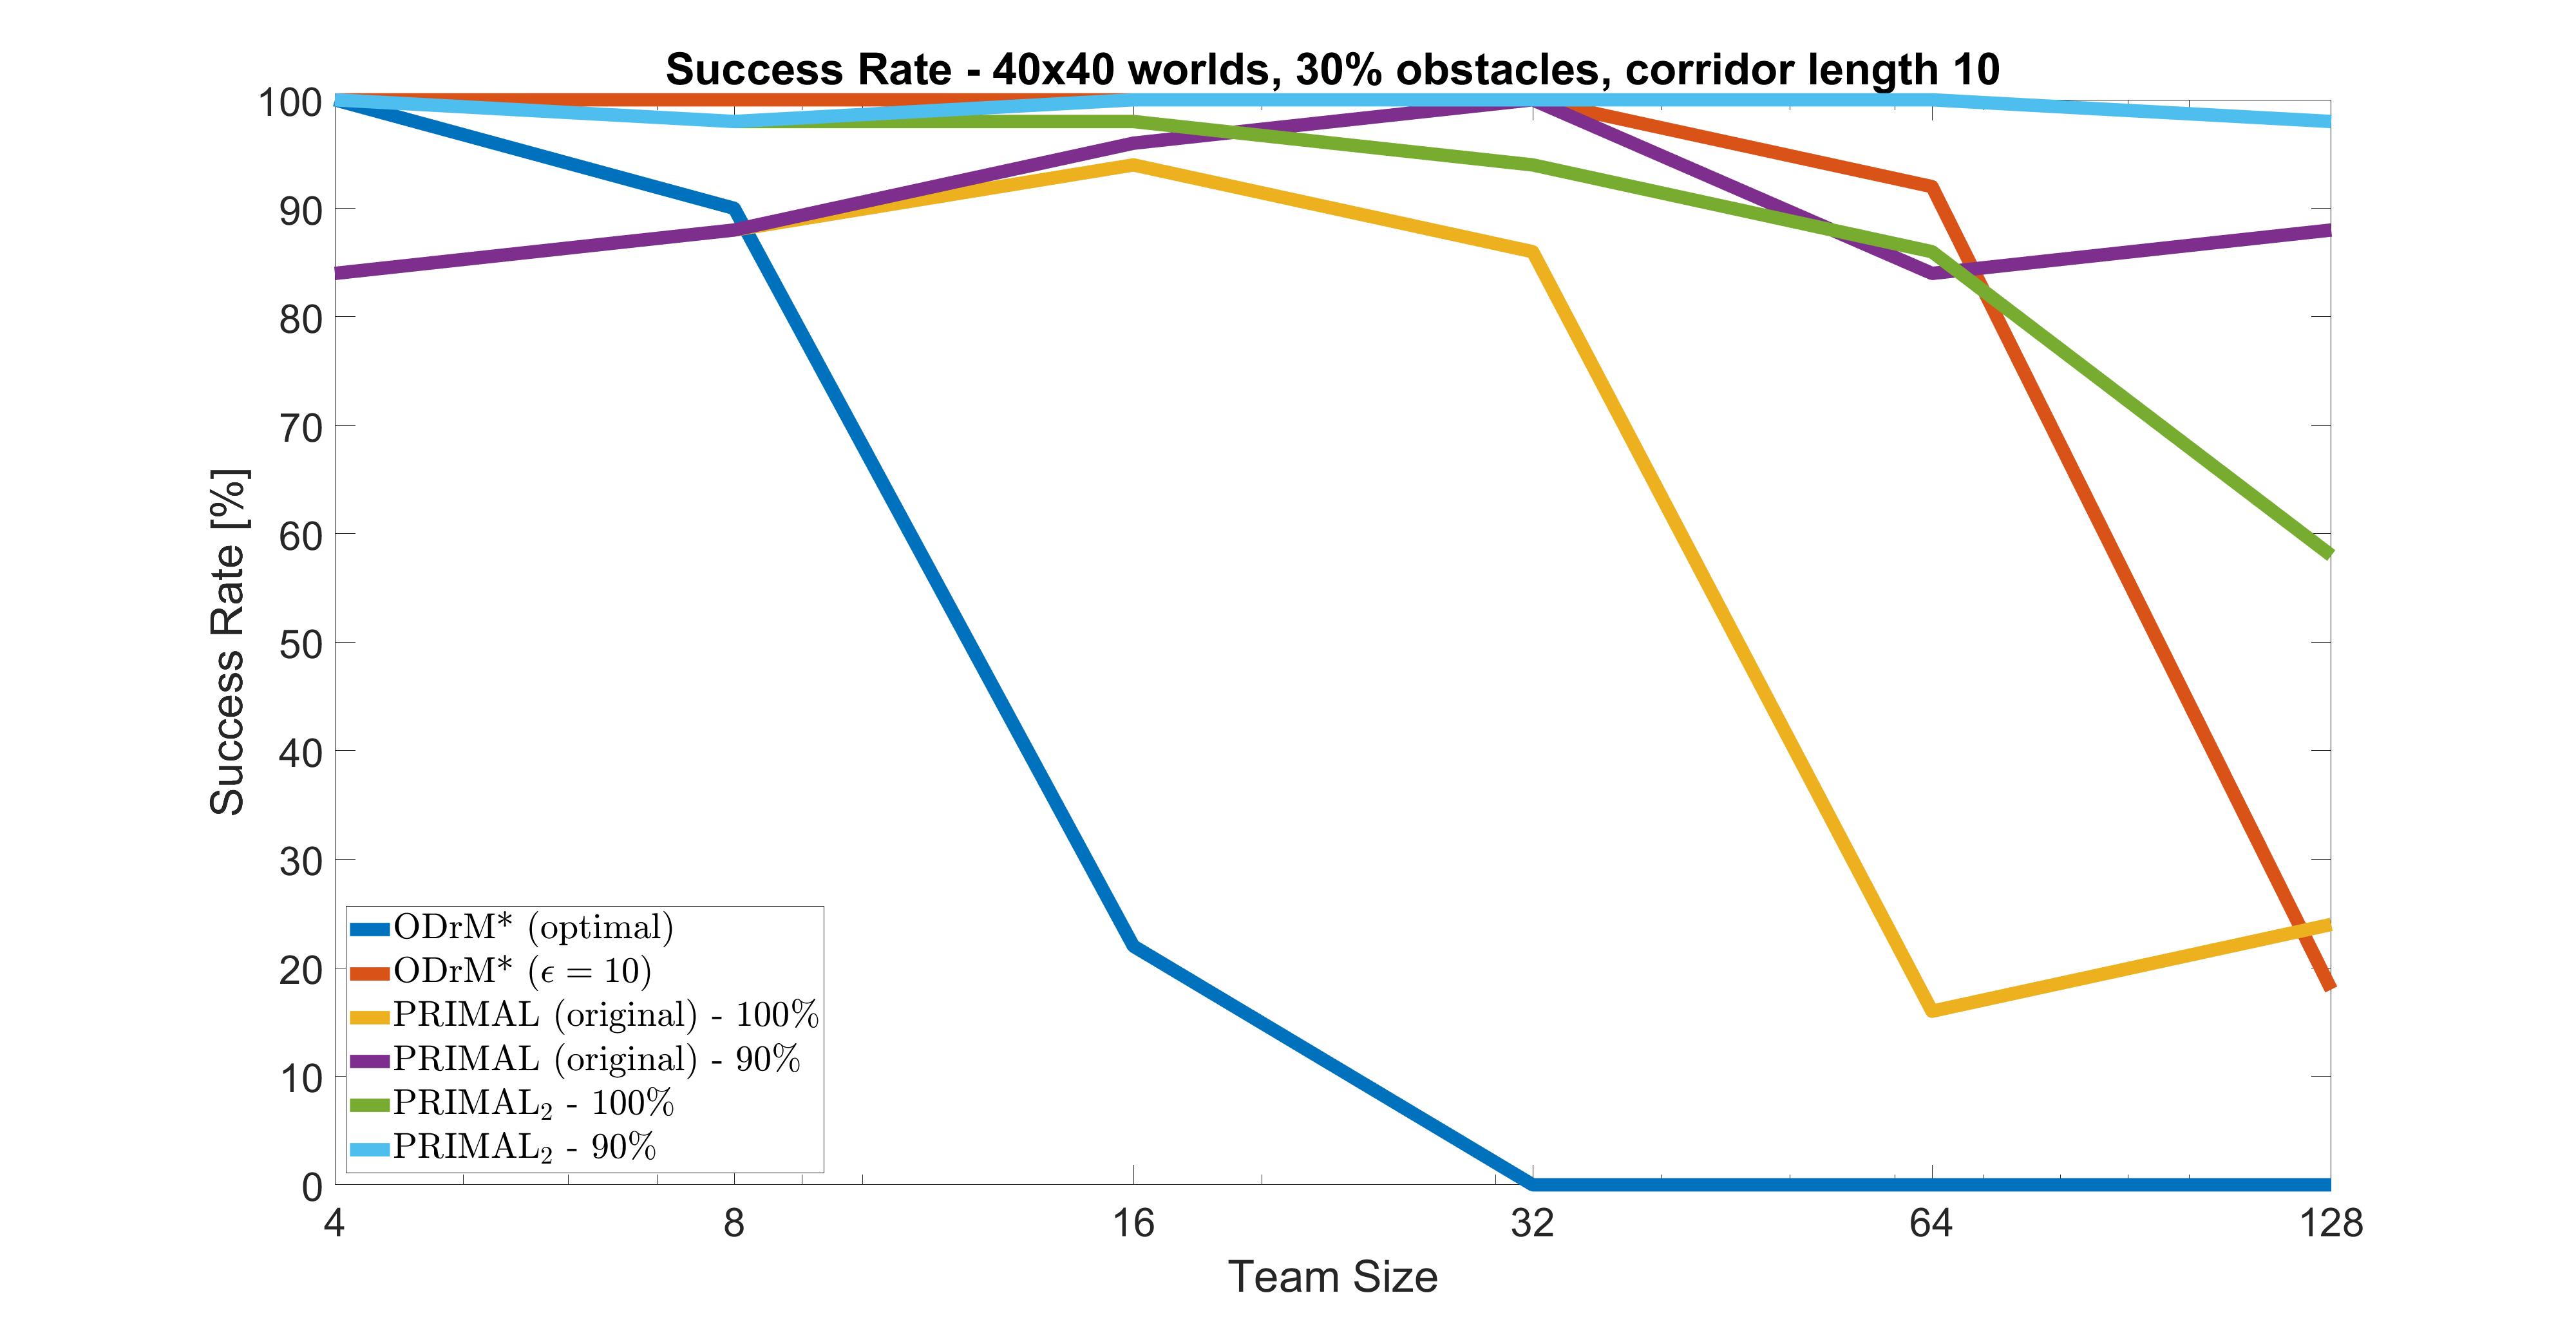 Success Rate - 40x40 worlds, 30% obstacles, corridor length 10
100
90
80
70
60
50
40
30
20
10
0
Success Rate [%]
ODrM* (optimal)
ODrM* (ϵ = 10)
PRIMAL (original) - 100%
PRIMAL (original) - 90%
PRIMAL₂ - 100%
PRIMAL₂ - 90%
4 8 16 32 64 128
Team Size